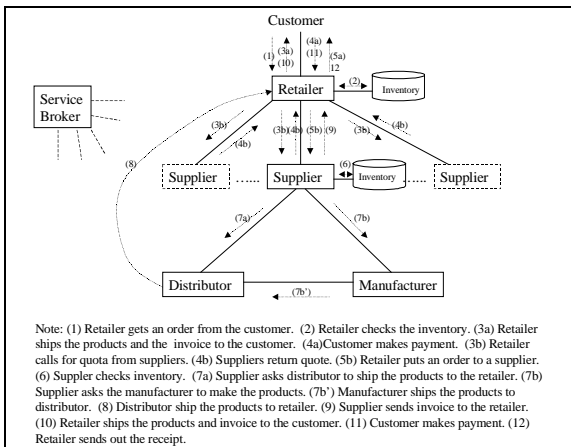 Customer
(1)
(3a)
(10)
(4a)
(11)
(5a)
12
(2)
Retailer
Inventory
Service
Broker
(8)
(3b)
(4b)
(3b)
(4b)
(5b)
(9)
(3b)
(4b)
Supplier
......
Supplier
(6)
Inventory
......
Supplier
(7a)
(7b)
Distributor
(7b’)
Manufacturer
Note: (1) Retailer gets an order from the customer. (2) Retailer checks the inventory. (3a) Retailer
ships the products and the invoice to the customer. (4a)Customer makes payment. (3b) Retailer
calls for quota from suppliers. (4b) Suppliers return quote. (5b) Retailer puts an order to a supplier.
(6) Suppler checks inventory. (7a) Supplier asks distributor to ship the products to the retailer. (7b)
Supplier asks the manufacturer to make the products. (7b’) Manufacturer ships the products to
distributor. (8) Distributor ship the products to retailer. (9) Supplier sends invoice to the retailer.
(10) Retailer ships the products and invoice to the customer. (11) Customer makes payment. (12)
Retailer sends out the receipt.